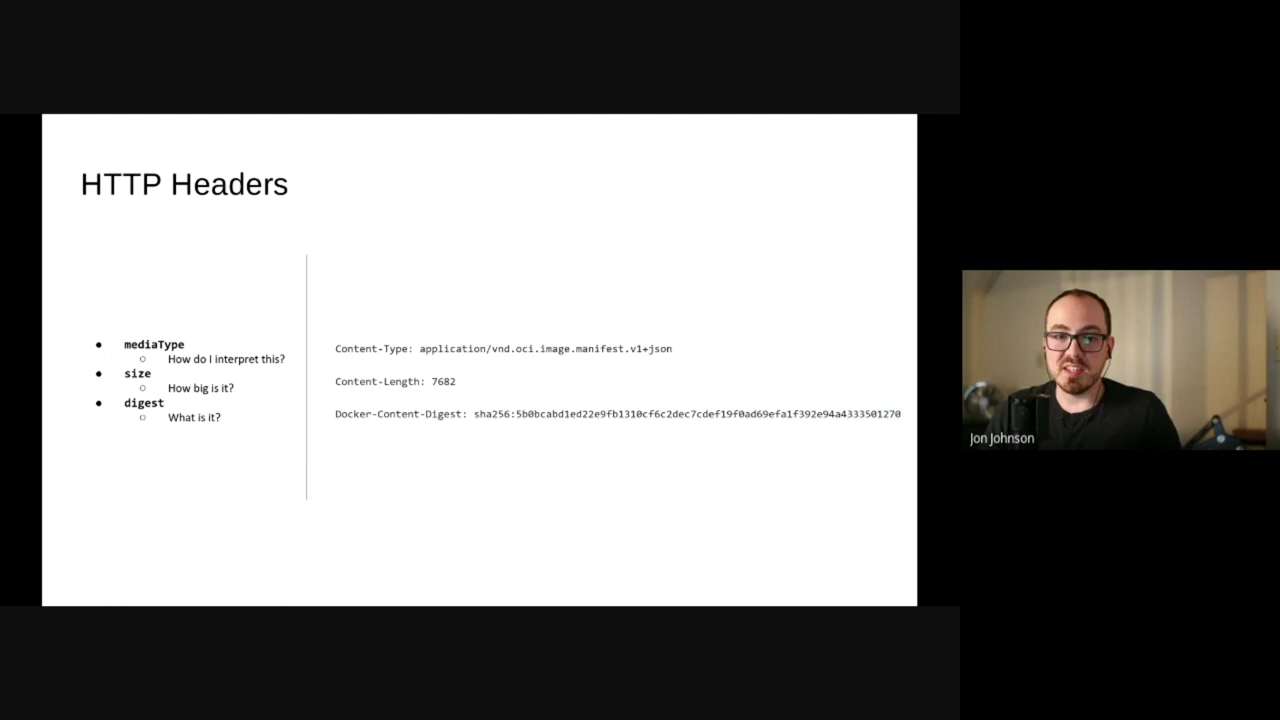 HTTP Headers
● mediaType
○ How do I interpret this?
● size
○ How big is it?
● digest
○ What is it?
Content-Type: application/vnd.oci.image.manifest.v1+json
Content-Length: 7682
Docker-Content-Digest: sha256:5b0bcabd1ed22e9fb1310cf6c2dec7cdef19f0ad69efa1f392e94a4333501270
Jon Johnson